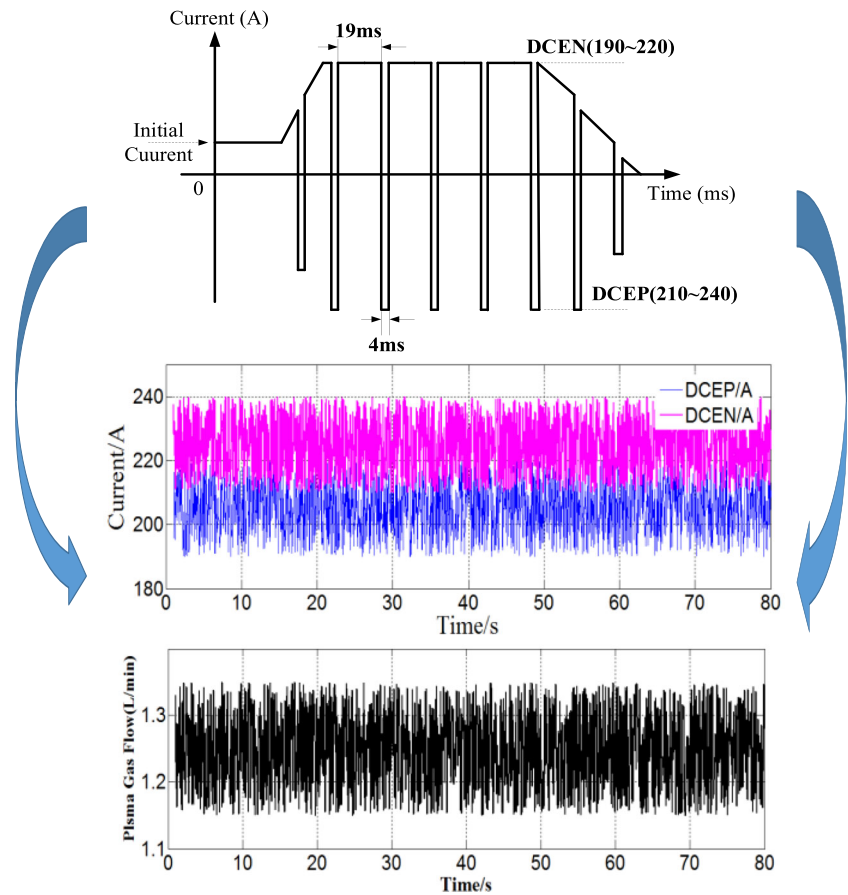 Current (A)
19ms
DCEN(190~220)
Initial
Cuurent
0
Time (ms)
DCEP(210~240)
4ms
240
220
200
180
Current/A
DCEP/A
DCEN/A
0 10 20 30 40 50 60 70 80
Time/s
1.3
1.2
1.1
Plsma Gas Flow(L/min)
0 10 20 30 40 50 60 70 80
Time/s